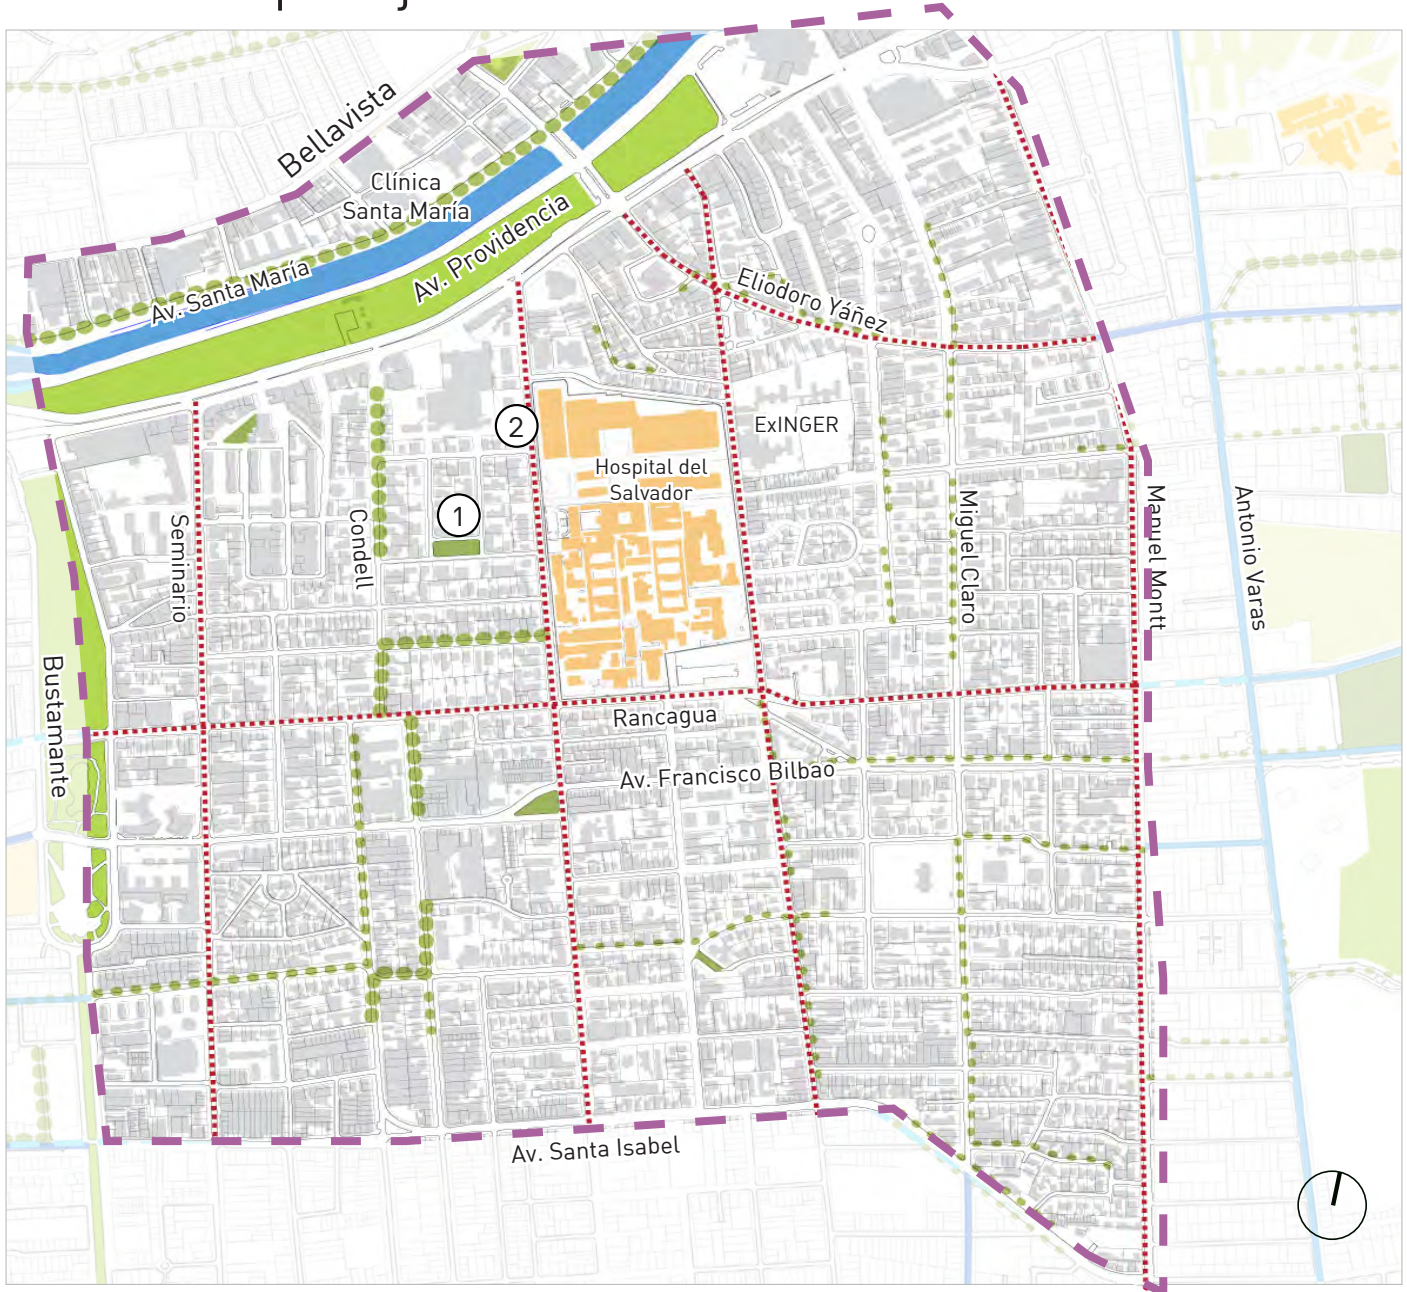 Bellavista
Clínica
Santa María
Av. Providencia
Av. Santa María
Eliodoro Yáñez
2
ExINGER
Hospital del
Salvador
1
Seminario
Condell
Miguel Claro
Manuel Montt
Antonio Varas
Bustamante
Rancagua
Av. Francisco Bilbao
Av. Santa Isabel